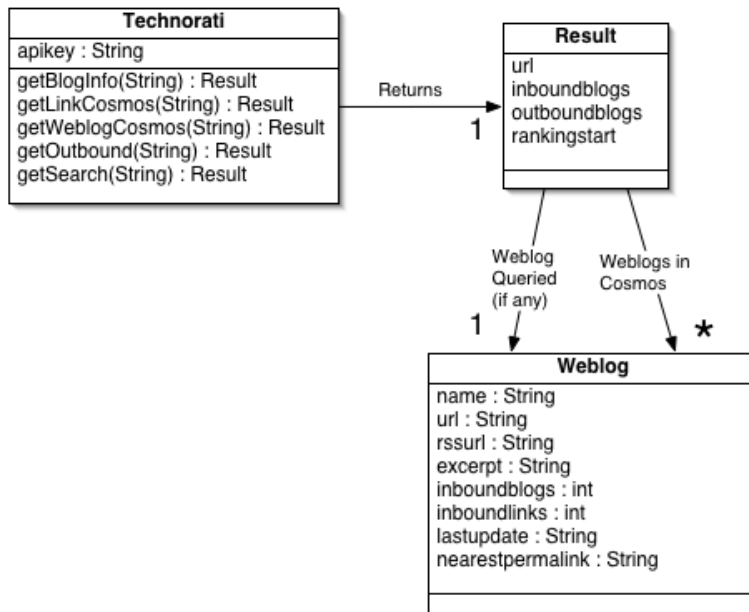 Technorati
apikey : String
getBlogInfo(String) : Result
getLinkCosmos(String) : Result
getWeblogCosmos(String) : Result
getOutbound(String) : Result
getSearch(String) : Result
Returns
1
Result
url
inboundblogs
outboundblogs
rankingstart
Weblog
Queried
(if any)
1
Weblogs in
Cosmos
*
Weblog
name : String
url : String
rssurl : String
excerpt : String
inboundblogs : int
inboundlinks : int
lastupdate : String
nearestpermalink : String